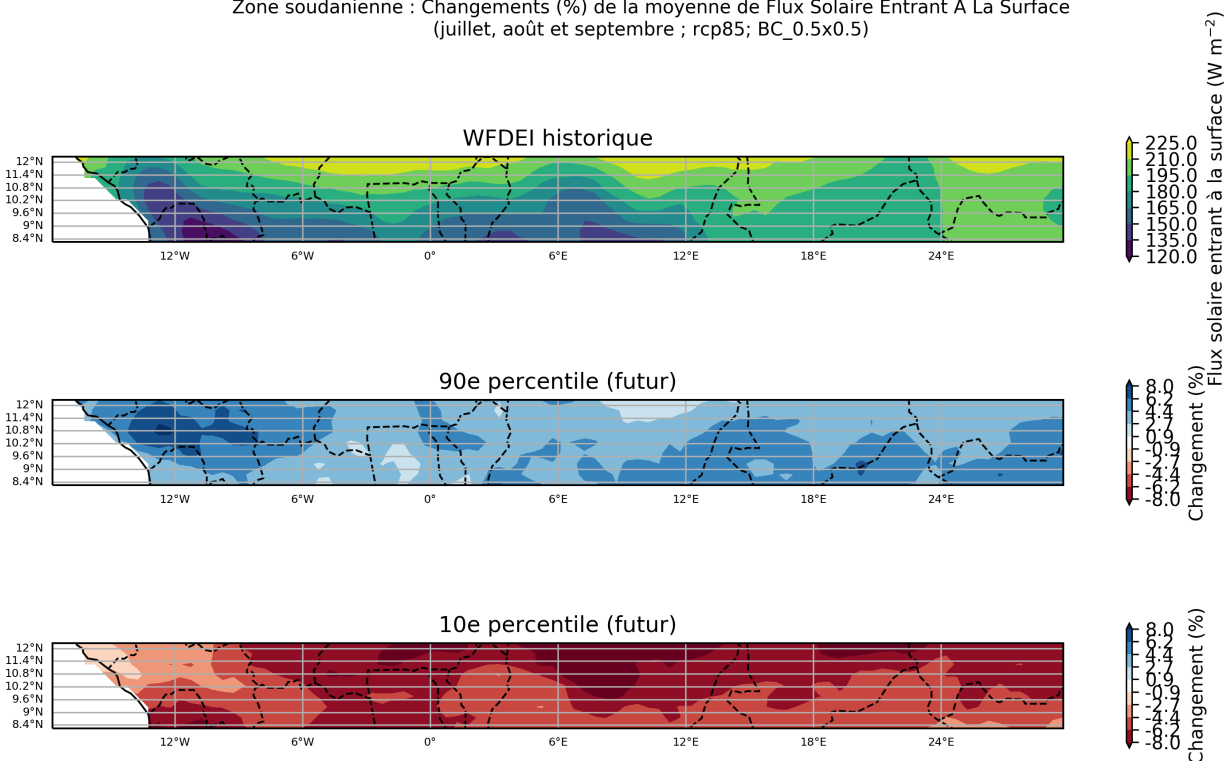 Zone soudanienne : Changements (%) de la moyenne de Flux Solaire Entrant A La Surface
(juillet, août et septembre ; rcp85; BC_0.5x0.5)
WFDEI historique
12°N
11.4°N
10.8°N
10.2°N
9.6°N
9°N
8.4°N
12°W 6°W 0° 6°E 12°E 18°E 24°E
225.0
210.0
195.0
180.0
165.0
150.0
135.0
120.0
Flux solaire entrant à la surface (W m−2)
90e percentile (futur)
12°N
11.4°N
10.8°N
10.2°N
9.6°N
9°N
8.4°N
12°W 6°W 0° 6°E 12°E 18°E 24°E
8.0
6.2
4.4
2.7
0.9
-0.9
-2.7
-4.4
-6.2
-8.0
Changement (%)
10e percentile (futur)
12°N
11.4°N
10.8°N
10.2°N
9.6°N
9°N
8.4°N
12°W 6°W 0° 6°E 12°E 18°E 24°E
8.0
6.2
4.4
2.7
0.9
-0.9
-2.7
-4.4
-6.2
-8.0
Changement (%)